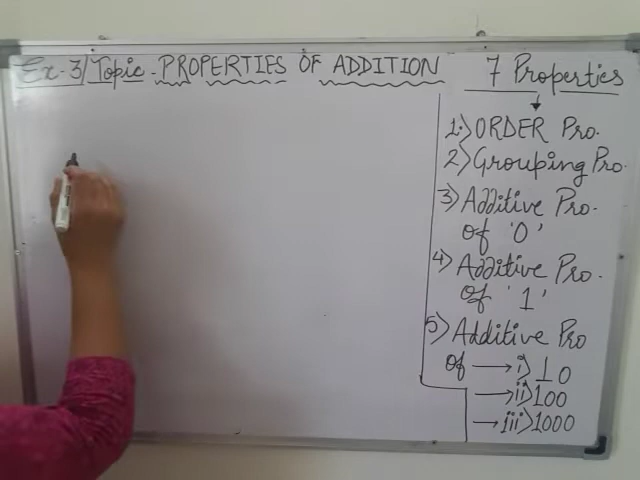 Ex-3/Topic - PROPERTIES OF ADDITION
7 Properties
1.) ORDER Pro.
2) Grouping Pro.
3) Additive Pro.
of '0'
4) Additive Pro.
of '1'
5) Additive Pro
of → i) 10
→ ii) 100
→ iii) 1000